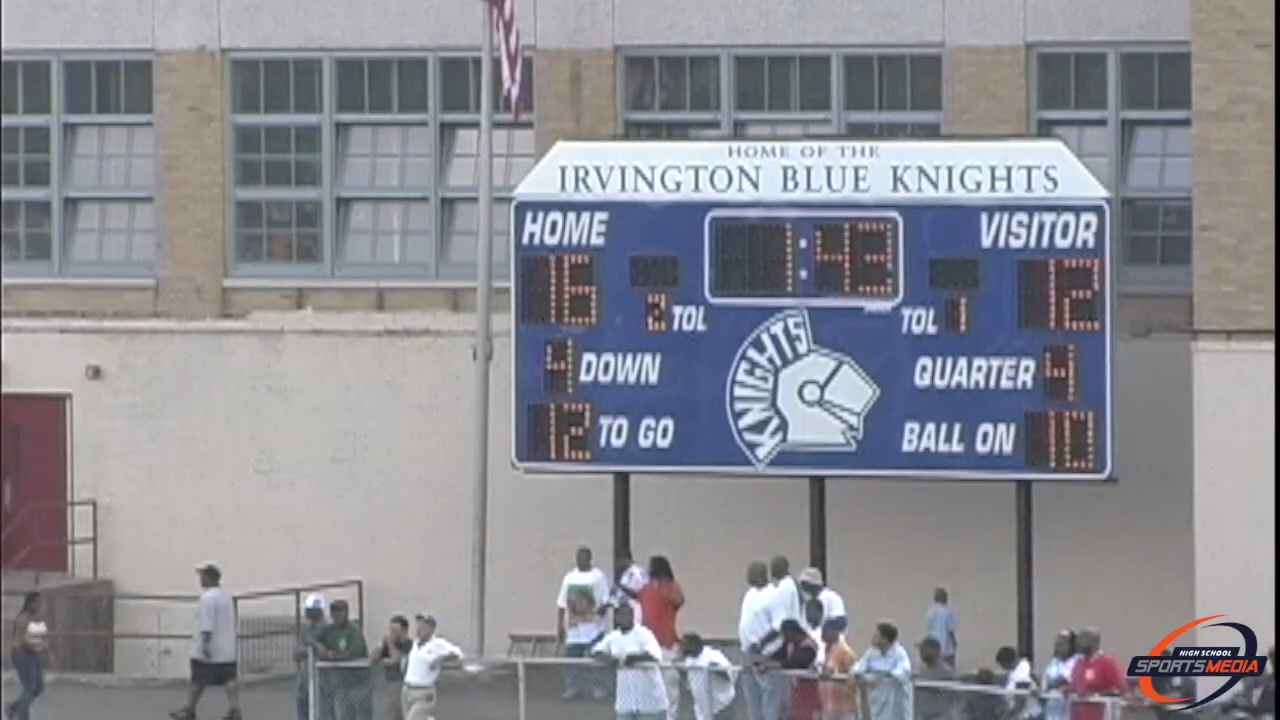 HOME OF THE
IRVINGTON BLUE KNIGHTS
HOME
1:43
VISITOR
16
12
2 TOL
TOL 1
4 DOWN
KNIGHTS
QUARTER 4
12 TO GO
BALL ON 10
HIGH SCHOOL
SPORTSMEDIA